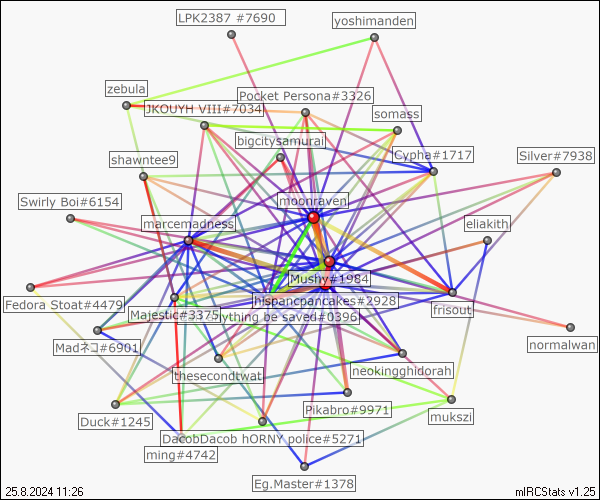 LPK2387 #7690
yoshimanden
zebula
Pocket Persona#3326
JKOUYH VIII#7034
somass
bigcitysamurai
Cypha#1717
shawntee9
Silver#7938
moonraven
Swirly Boi#6154
marcemadness
eliakith
Mushy#1984
Fedora Stoat#4479
hispancpancakes#2928
Majestic#3375
ything be saved#0396
frisout
Madネコ#6901
normalwan
thesecondtwat
neokingghidorah
Pikabro#9971
Duck#1245
mukszi
DacobDacob hORNY police#5271
ming#4742
Eg.Master#1378
25.8.2024 11:26
mIRCStats v1.25